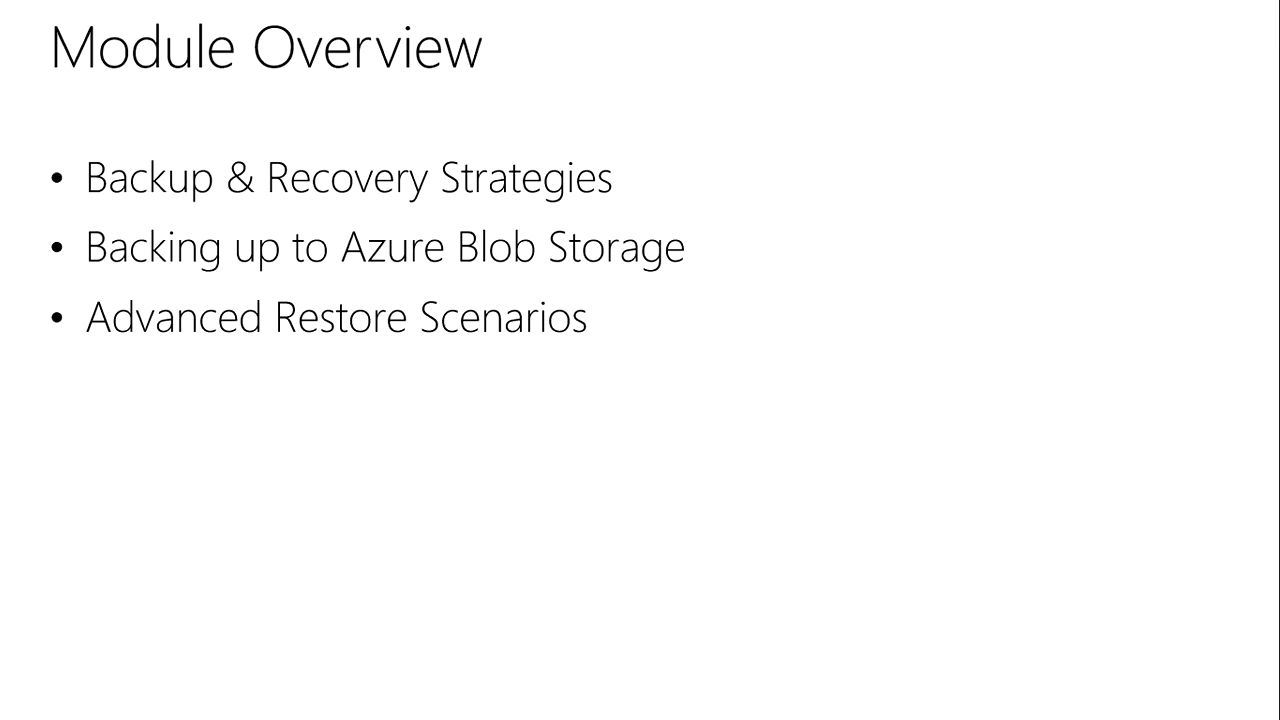 Module Overview
• Backup & Recovery Strategies
• Backing up to Azure Blob Storage
• Advanced Restore Scenarios